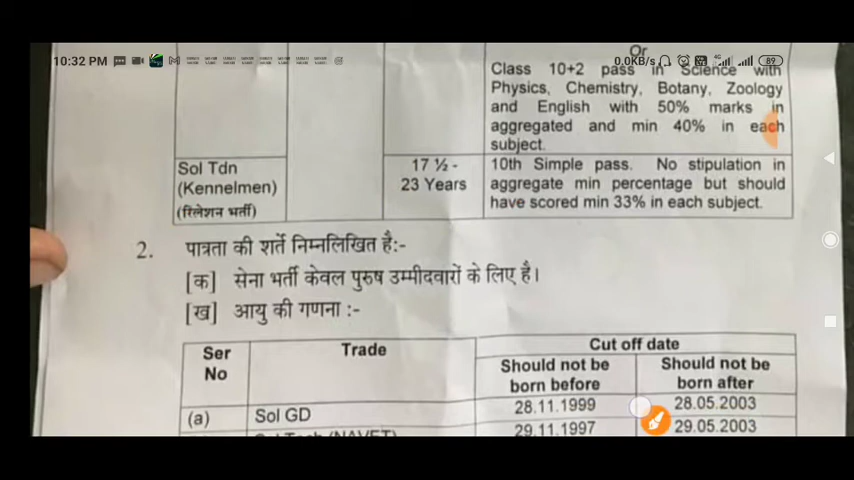 10:32 PM
0.0KB/s
4G
89
Or
Class 10+2 pass in Science with
Physics, Chemistry, Botany, Zoology
and English with 50% marks in
aggregated and min 40% in each
subject.
Sol Tdn
(Kennelmen)
(रिलेशन भर्ती)
17 ½ -
23 Years
10th Simple pass. No stipulation in
aggregate min percentage but should
have scored min 33% in each subject.
2. पात्रता की शर्ते निम्नलिखित है:-
[क] सेना भर्ती केवल पुरुष उम्मीदवारों के लिए है।
[ख] आयु की गणना :-
Ser
No
Trade
Cut off date
Should not be
born before
Should not be
born after
(a) Sol GD 28.11.1999 28.05.2003
Sol Tech (NAVET) 29.11.1997 29.05.2003